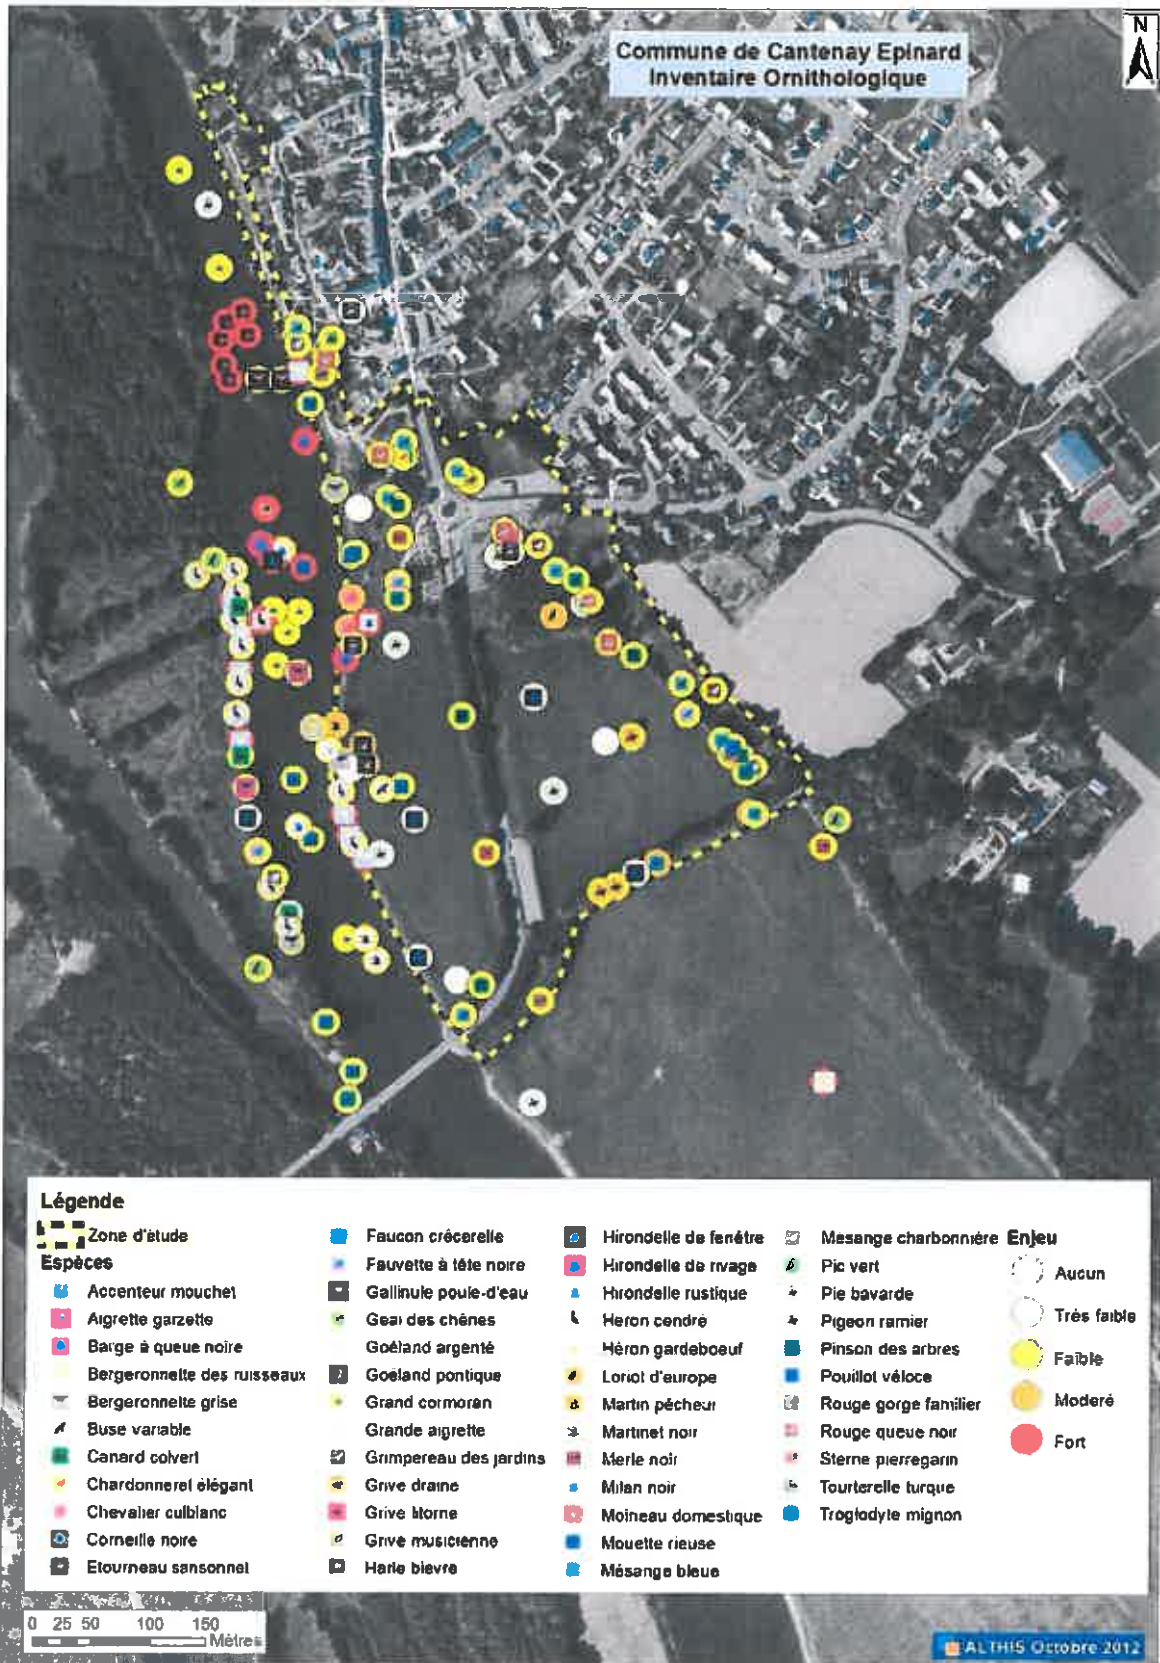 Commune de Cantenay Epinard
Inventaire Ornithologique
N
Légende
Zone d'étude
Espèces
Accenteur mouchet
Aigrette garzette
Barge à queue noire
Bergeronnette des ruisseaux
Bergeronnette grise
Buse variable
Canard colvert
Chardonneret élégant
Chevalier culblanc
Corneille noire
Etourneau sansonnet
Faucon crécerelle
Fauvette à tête noire
Gallinule poule-d'eau
Geai des chênes
Goéland argenté
Goéland pontique
Grand cormoran
Grande aigrette
Grimpereau des jardins
Grive draine
Grive litorne
Grive musicienne
Harle bievre
Hirondelle de fenêtre
Hirondelle de rivage
Hirondelle rustique
Héron cendré
Héron gardeboeuf
Loriot d'europe
Martin pêcheur
Martinet noir
Merle noir
Milan noir
Moineau domestique
Mouette rieuse
Mésange bleue
Mesange charbonnière
Pic vert
Pie bavarde
Pigeon ramier
Pinson des arbres
Pouillot véloce
Rouge gorge familier
Rouge queue noir
Sterne pierregarin
Tourterelle turque
Troglodyte mignon
Enjeu
Aucun
Très faible
Faible
Moderé
Fort
0 25 50 100 150
Mètres
ALTHIS Octobre 2012